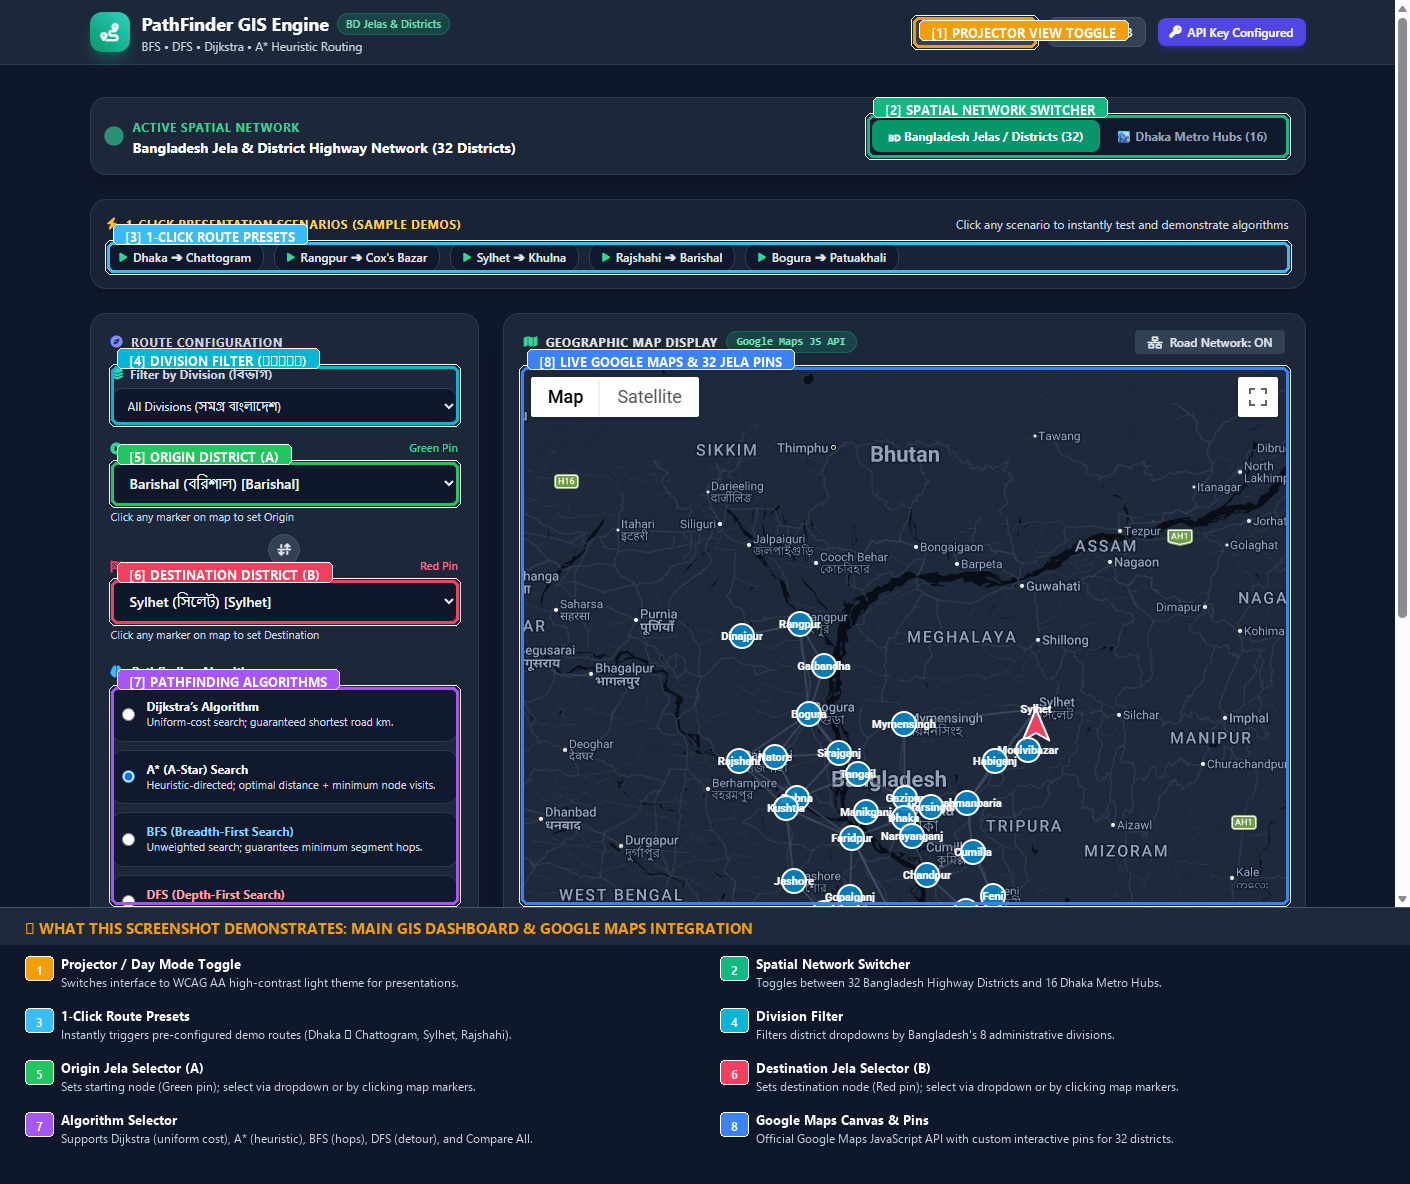 PathFinder GIS Engine
BD Jelas & Districts
BFS • DFS • Dijkstra • A* Heuristic Routing
[1] PROJECTOR VIEW TOGGLE
API Key Configured
ACTIVE SPATIAL NETWORK
Bangladesh Jela & District Highway Network (32 Districts)
[2] SPATIAL NETWORK SWITCHER
BD Bangladesh Jelas / Districts (32)
Dhaka Metro Hubs (16)
1-CLICK PRESENTATION SCENARIOS (SAMPLE DEMOS)
Click any scenario to instantly test and demonstrate algorithms
[3] 1-CLICK ROUTE PRESETS
Dhaka ➔ Chattogram
Rangpur ➔ Cox's Bazar
Sylhet ➔ Khulna
Rajshahi ➔ Barishal
Bogura ➔ Patuakhali
ROUTE CONFIGURATION
[4] DIVISION FILTER (▯▯▯▯▯)
Filter by Division (বিভাগ)
All Divisions (সমগ্র বাংলাদেশ)
[5] ORIGIN DISTRICT (A)
Green Pin
Barishal (বরিশাল) [Barishal]
Click any marker on map to set Origin
[6] DESTINATION DISTRICT (B)
Red Pin
Sylhet (সিলেট) [Sylhet]
Click any marker on map to set Destination
[7] PATHFINDING ALGORITHMS
Dijkstra's Algorithm
Uniform-cost search; guaranteed shortest road km.
A* (A-Star) Search
Heuristic-directed; optimal distance + minimum node visits.
BFS (Breadth-First Search)
Unweighted search; guarantees minimum segment hops.
DFS (Depth-First Search)
GEOGRAPHIC MAP DISPLAY
Google Maps JS API
Road Network: ON
[8] LIVE GOOGLE MAPS & 32 JELA PINS
Map
Satellite
SIKKIM
Thimphu
Bhutan
Tawang
Dibru
North
Lakhimp
H16
Darjeeling
दार्जीलिंग
Itanagar
Itahari
इटहरी
Siliguri
Jalpaiguri
জলপাইগুড়ি
Cooch Behar
কোচবিহার
Bongaigaon
Barpeta
Tezpur
AH1
ASSAM
Nagaon
Jorhat
Golaghat
Guwahati
Saharsa
सहरसा
Purnia
पूर्णियाँ
Dimapur
NAGA
Kohima
Dinajpur
Rangpur
MEGHALAYA
Shillong
Begusarai
बेगूसराय
Bhagalpur
भागलपुर
Gaibandha
Bogura
Mymensingh
Sylhet
Sylhet
সিলেট
Silchar
Imphal
MANIPUR
Deoghar
देवघर
Rajshahi
Natore
Sirajganj
Tangail
Moulvibazar
Habiganj
Churachandpur
Berhampore
বহরমপুর
Bangladesh
Pabna
Kushtia
Manikganj
Gazipur
Narsingdi
Dhaka
Narayanganj
Faridpur
TRIPURA
Aizawl
AH1
MIZORAM
Dhanbad
धनबाद
Durgapur
দুর্গাপুর
Cumilla
Chandpur
Jashore
Gopalganj
Feni
WEST BENGAL
Kale
WHAT THIS SCREENSHOT DEMONSTRATES: MAIN GIS DASHBOARD & GOOGLE MAPS INTEGRATION
1
Projector / Day Mode Toggle
Switches interface to WCAG AA high-contrast light theme for presentations.
2
Spatial Network Switcher
Toggles between 32 Bangladesh Highway Districts and 16 Dhaka Metro Hubs.
3
1-Click Route Presets
Instantly triggers pre-configured demo routes (Dhaka ▯ Chattogram, Sylhet, Rajshahi).
4
Division Filter
Filters district dropdowns by Bangladesh's 8 administrative divisions.
5
Origin Jela Selector (A)
Sets starting node (Green pin); select via dropdown or by clicking map markers.
6
Destination Jela Selector (B)
Sets destination node (Red pin); select via dropdown or by clicking map markers.
7
Algorithm Selector
Supports Dijkstra (uniform cost), A* (heuristic), BFS (hops), DFS (detour), and Compare All.
8
Google Maps Canvas & Pins
Official Google Maps JavaScript API with custom interactive pins for 32 districts.